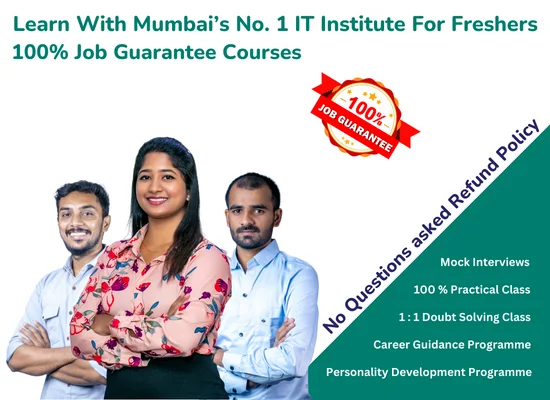 Learn With Mumbai’s No. 1 IT Institute For Freshers
100% Job Guarantee Courses
100%
JOB GUARANTEE
No Questions asked Refund Policy
Mock Interviews
100 % Practical Class
1 : 1 Doubt Solving Class
Career Guidance Programme
Personality Development Programme